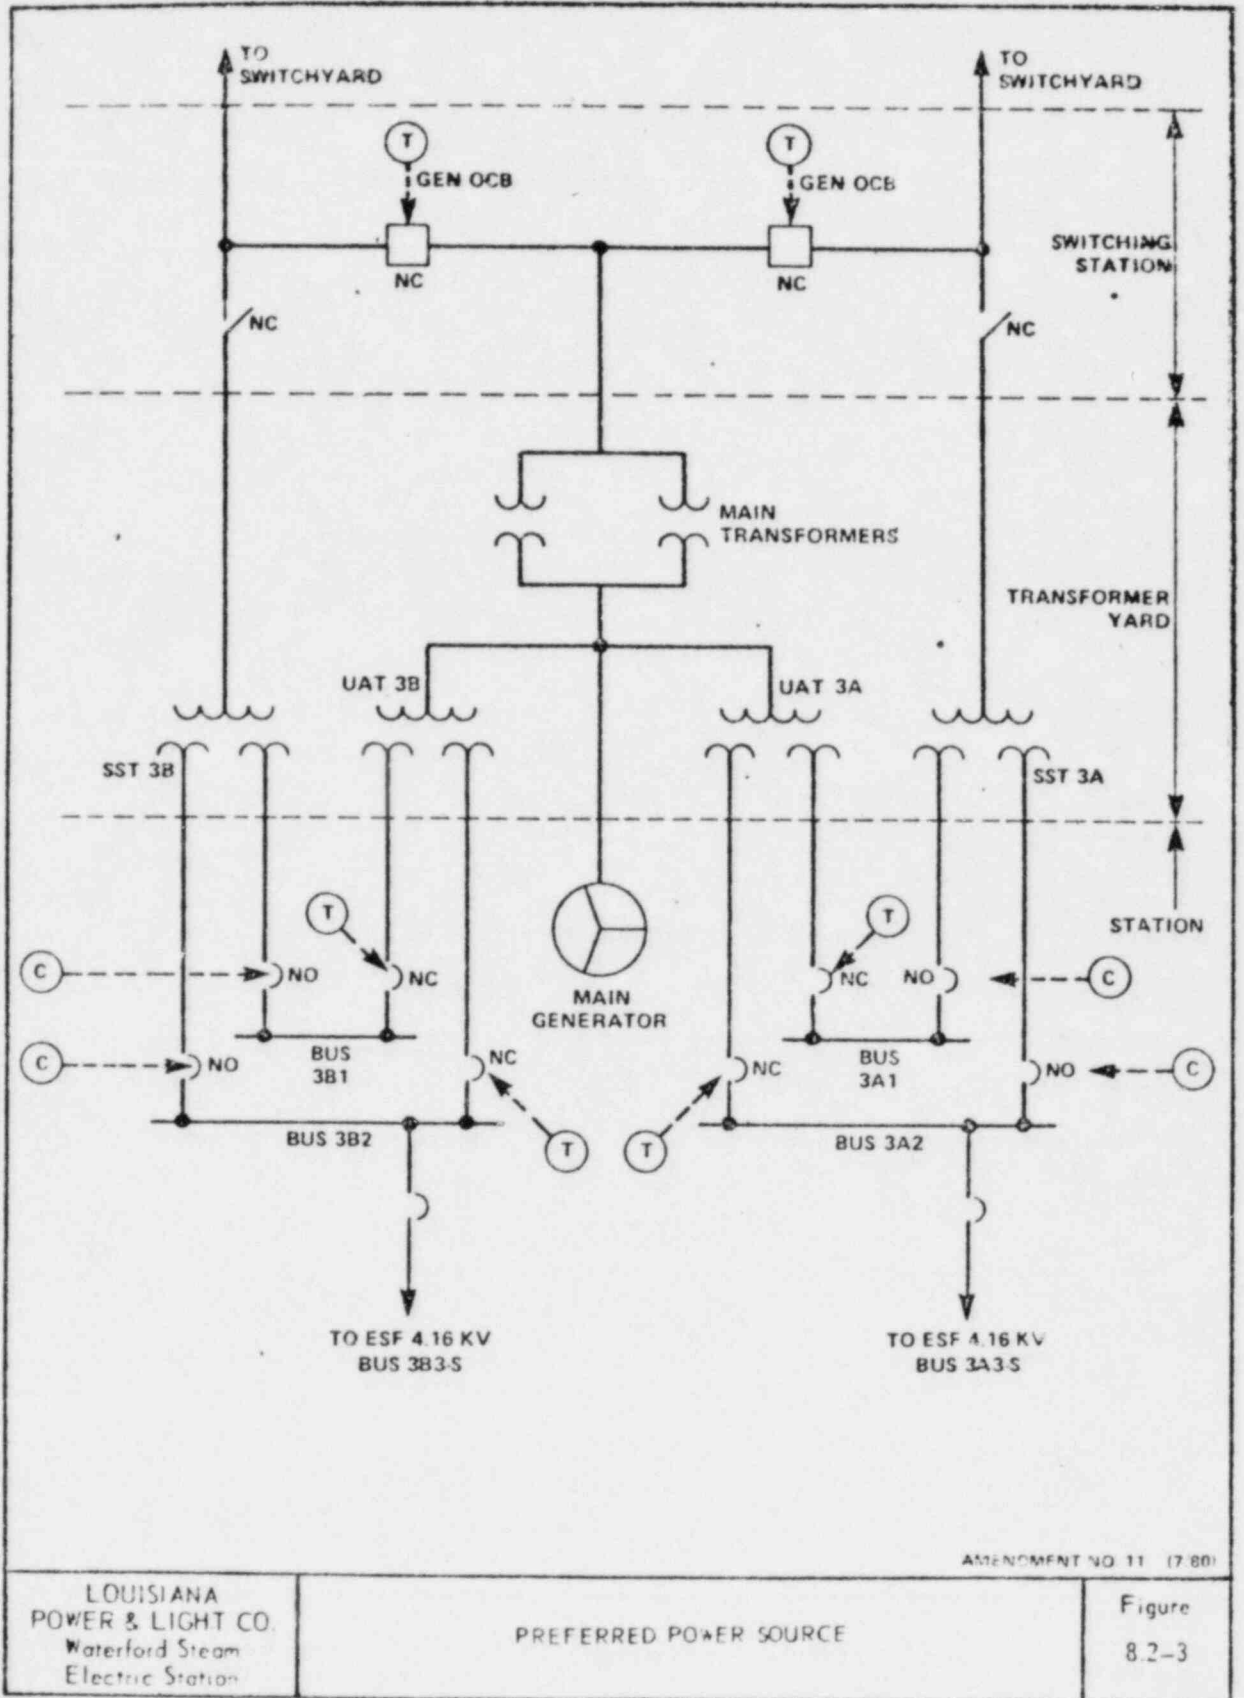 TO
SWITCHYARD
TO
SWITCHYARD
T
T
GEN OCB
GEN OCB
SWITCHING
STATION
NC
NC
NC
NC
MAIN
TRANSFORMERS
TRANSFORMER
YARD
UAT 3B
UAT 3A
SST 3B
SST 3A
T
T
STATION
C
NO
NC
NC
NO
C
MAIN
GENERATOR
BUS
3B1
BUS
3A1
C
NO
NC
NC
NO
C
BUS 3B2
T
T
BUS 3A2
TO ESF 4.16 KV
BUS 3B3-S
TO ESF 4.16 KV
BUS 3A3-S
AMENDMENT NO. 11 (7/80)
LOUISIANA
POWER & LIGHT CO.
Waterford Steam
Electric Station
PREFERRED POWER SOURCE
Figure
8.2-3